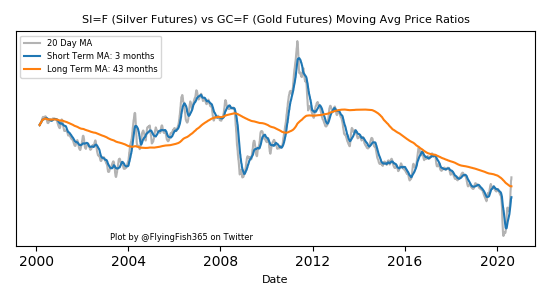 SI=F (Silver Futures) vs GC=F (Gold Futures) Moving Avg Price Ratios
20 Day MA
Short Term MA: 3 months
Long Term MA: 43 months
Plot by @FlyingFish365 on Twitter
2000 2004 2008 2012 2016 2020
Date